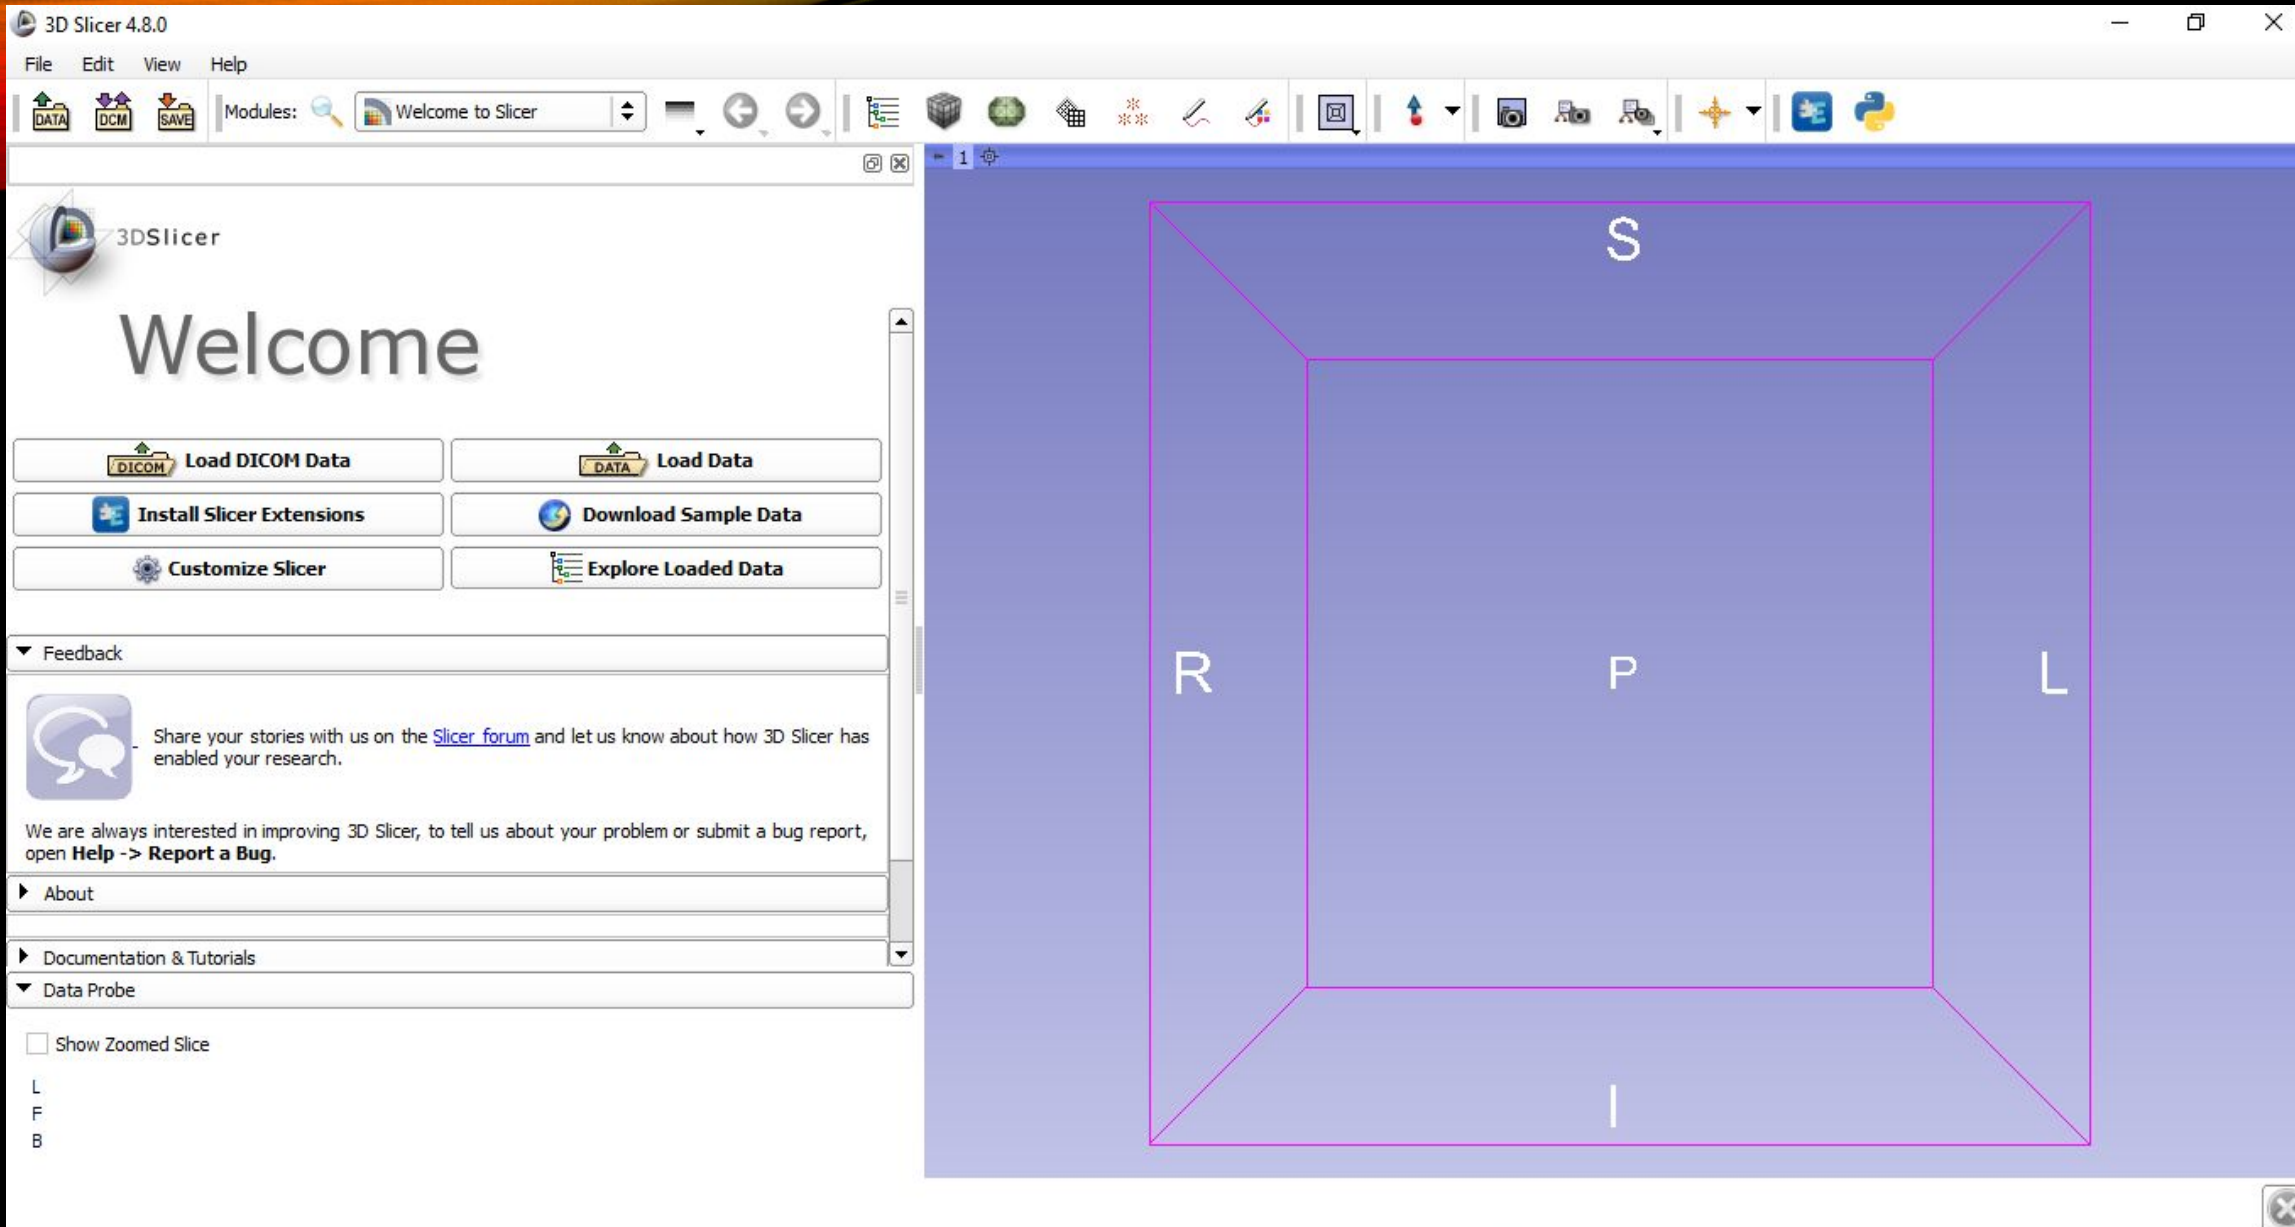 3D Slicer 4.8.0
File Edit View Help
DATA DCM SAVE Modules: Welcome to Slicer
1
3DSlicer
Welcome
DICOM Load DICOM Data
DATA Load Data
Install Slicer Extensions
Download Sample Data
Customize Slicer
Explore Loaded Data
Feedback
Share your stories with us on the Slicer forum and let us know about how 3D Slicer has
enabled your research.
We are always interested in improving 3D Slicer, to tell us about your problem or submit a bug report,
open Help -> Report a Bug.
About
Documentation & Tutorials
Data Probe
Show Zoomed Slice
L
F
B
S
R P L
I